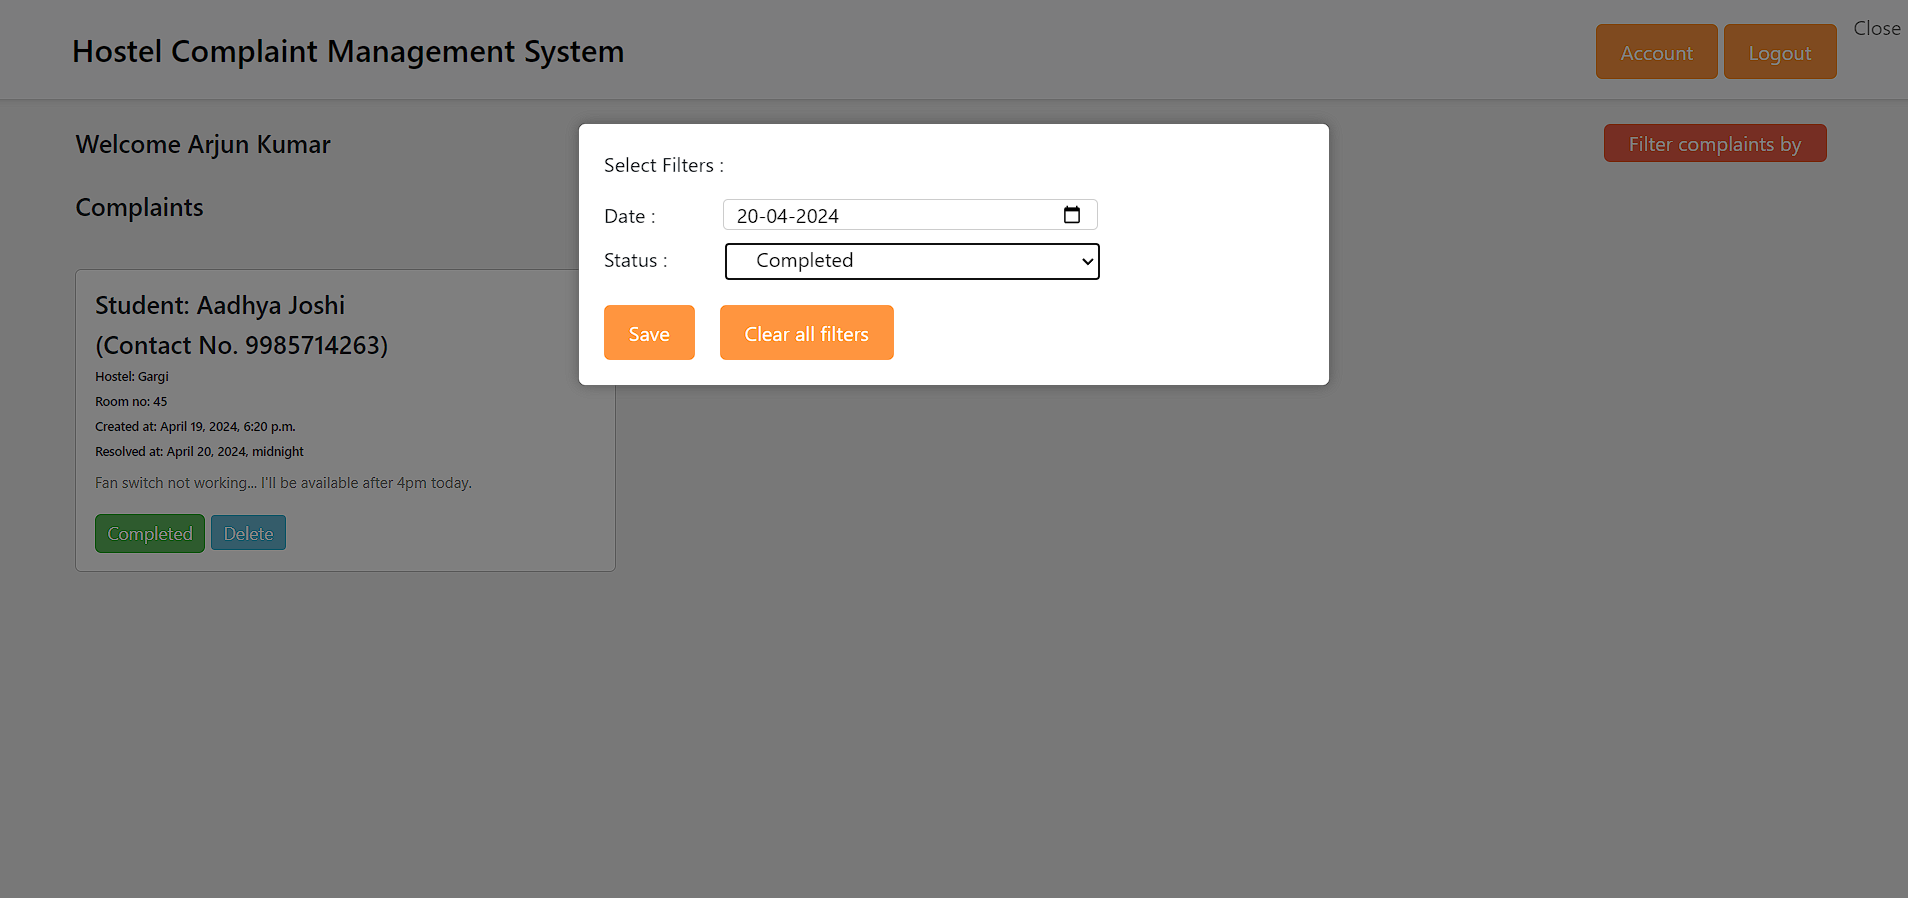 Hostel Complaint Management System
Account
Logout
Close
Welcome Arjun Kumar
Filter complaints by
Complaints
Select Filters :
Date :
20-04-2024
Status :
Completed
Save
Clear all filters
Student: Aadhya Joshi
(Contact No. 9985714263)
Hostel: Gargi
Room no: 45
Created at: April 19, 2024, 6:20 p.m.
Resolved at: April 20, 2024, midnight
Fan switch not working... I'll be available after 4pm today.
Completed
Delete